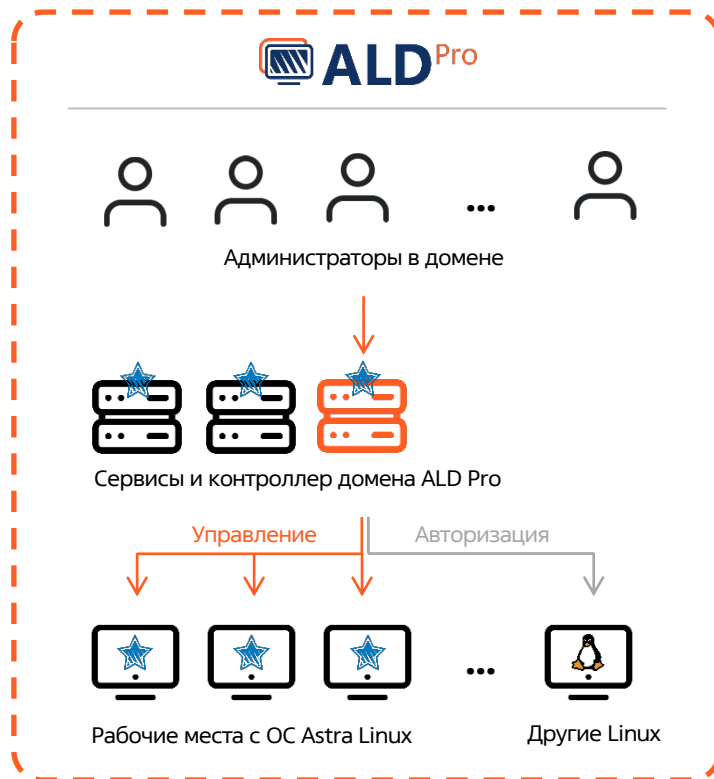 ALD Pro
...
Администраторы в домене
Сервисы и контроллер домена ALD Pro
Управление
Авторизация
...
Рабочие места с ОС Astra Linux
Другие Linux